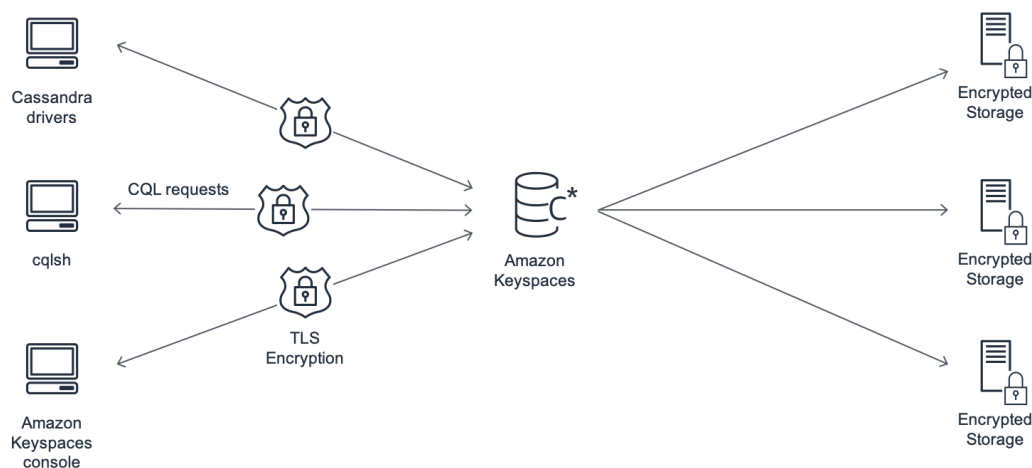 Cassandra
drivers
CQL requests
cqlsh
TLS
Encryption
Amazon
Keyspaces
console
C*
Amazon
Keyspaces
Encrypted
Storage
Encrypted
Storage
Encrypted
Storage